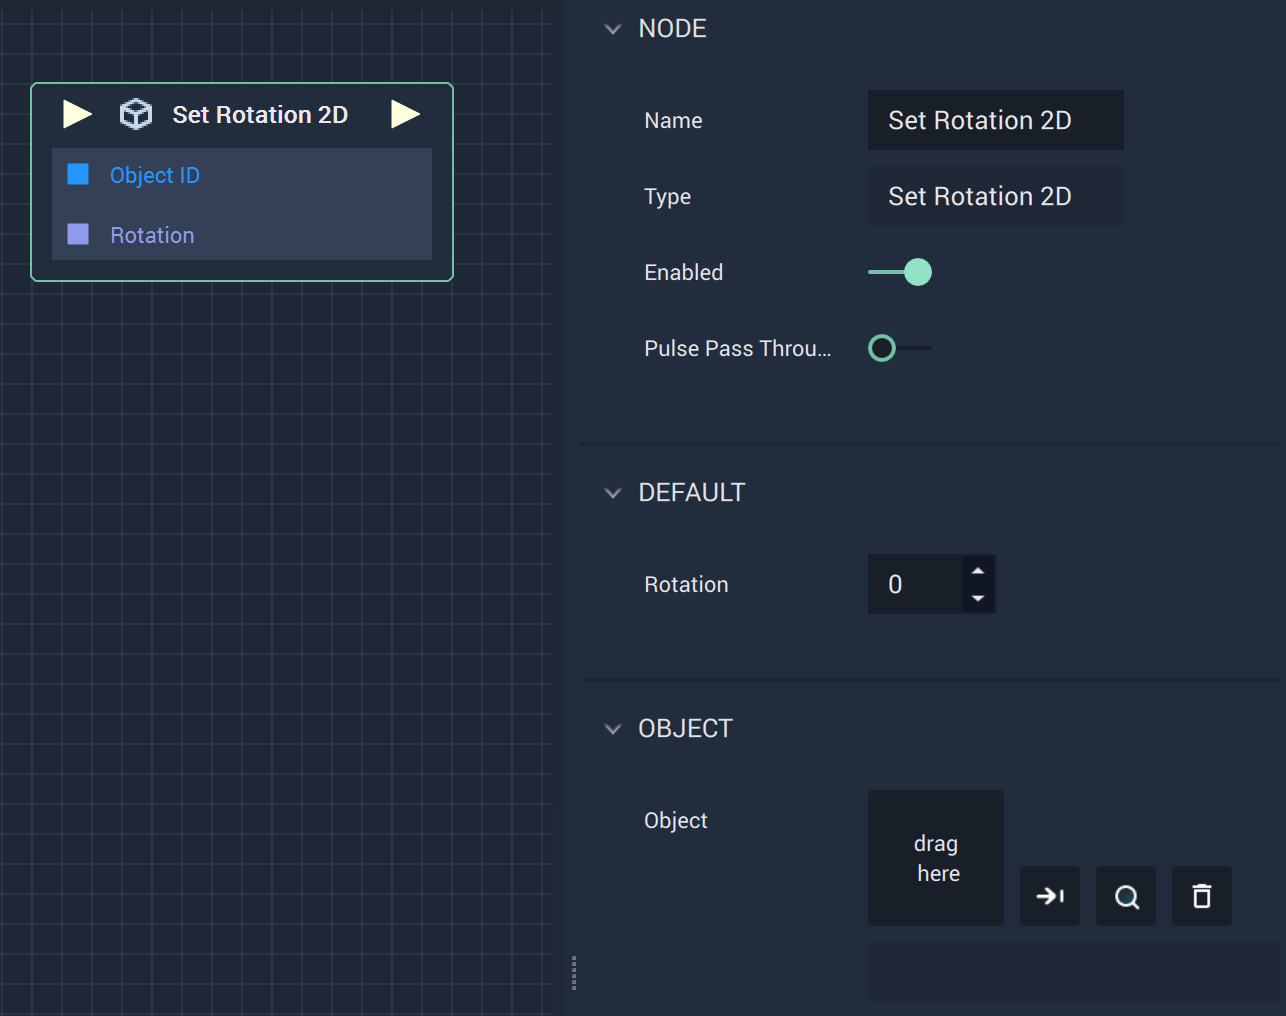 Set Rotation 2D
Object ID
Rotation
NODE
Name
Set Rotation 2D
Type
Set Rotation 2D
Enabled
Pulse Pass Throu...
DEFAULT
Rotation
0
OBJECT
Object
drag
here